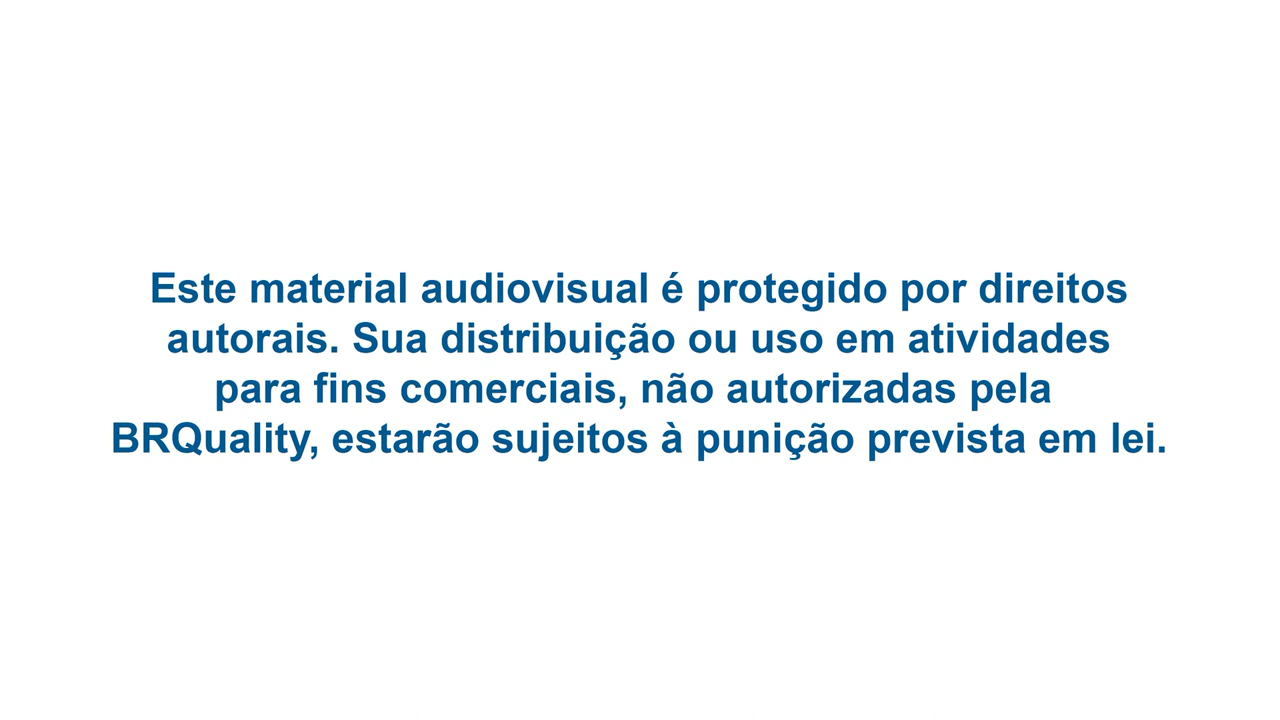 Este material audiovisual é protegido por direitos
autorais. Sua distribuição ou uso em atividades
para fins comerciais, não autorizadas pela
BRQuality, estarão sujeitos à punição prevista em lei.